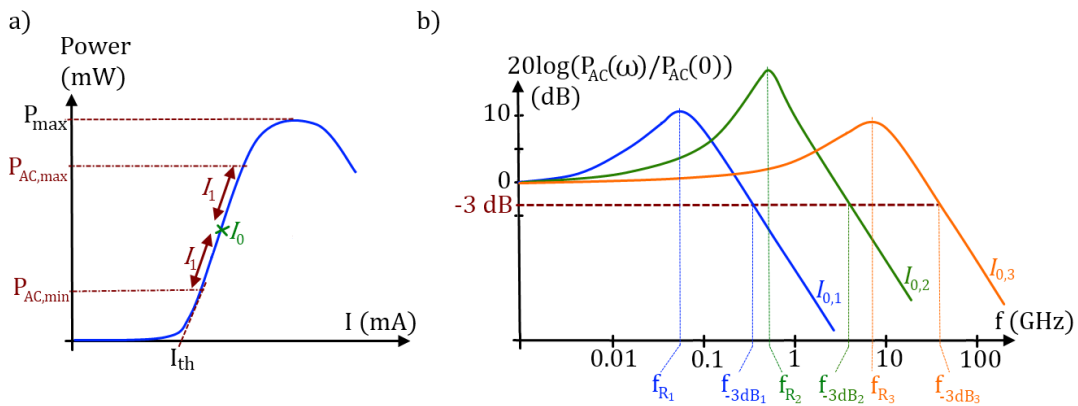 a)
Power
(mW)
P_max
P_AC,max
I_1
I_0
I_1
P_AC,min
I_th
I (mA)
b)
20log(P_AC(ω)/P_AC(0))
(dB)
10
0
-3 dB
I_0,1
I_0,2
I_0,3
f (GHz)
0.01
0.1
1
10
100
f_R1
f_-3dB1
f_R2
f_-3dB2
f_R3
f_-3dB3